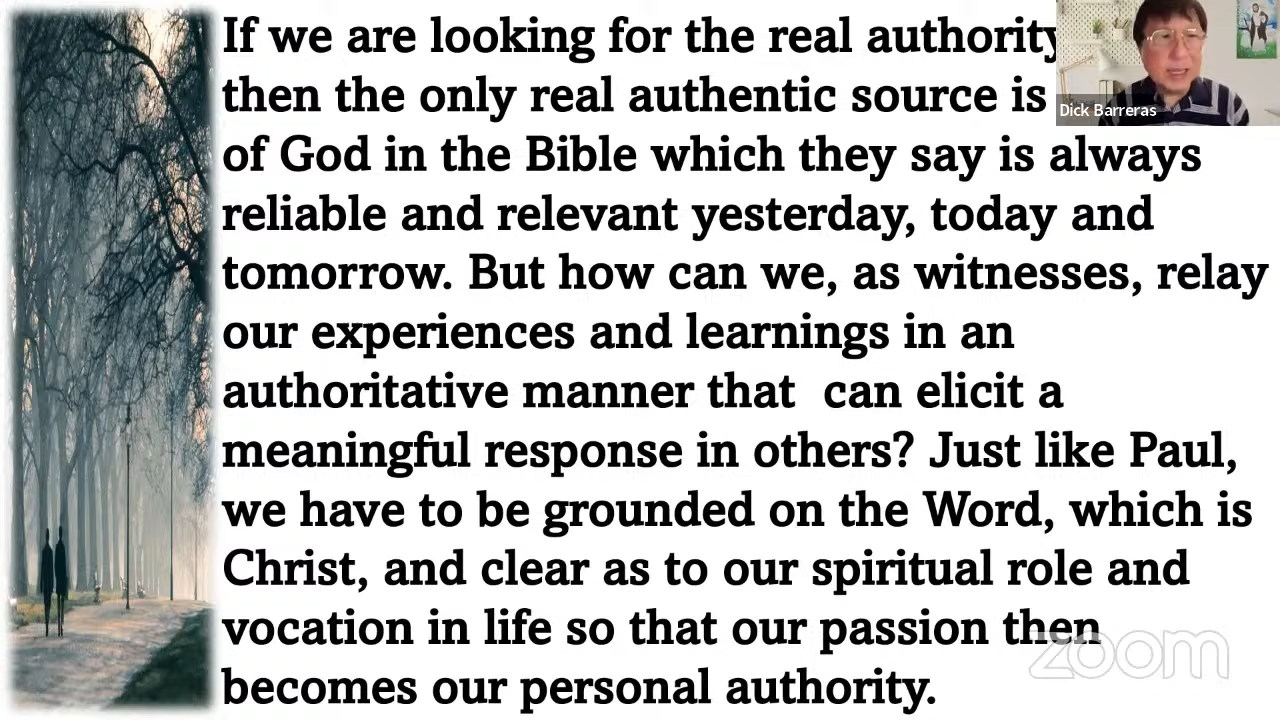 If we are looking for the real authority
then the only real authentic source is
of God in the Bible which they say is always
reliable and relevant yesterday, today and
tomorrow. But how can we, as witnesses, relay
our experiences and learnings in an
authoritative manner that can elicit a
meaningful response in others? Just like Paul,
we have to be grounded on the Word, which is
Christ, and clear as to our spiritual role and
vocation in life so that our passion then
becomes our personal authority.
Dick Barreras
zoom